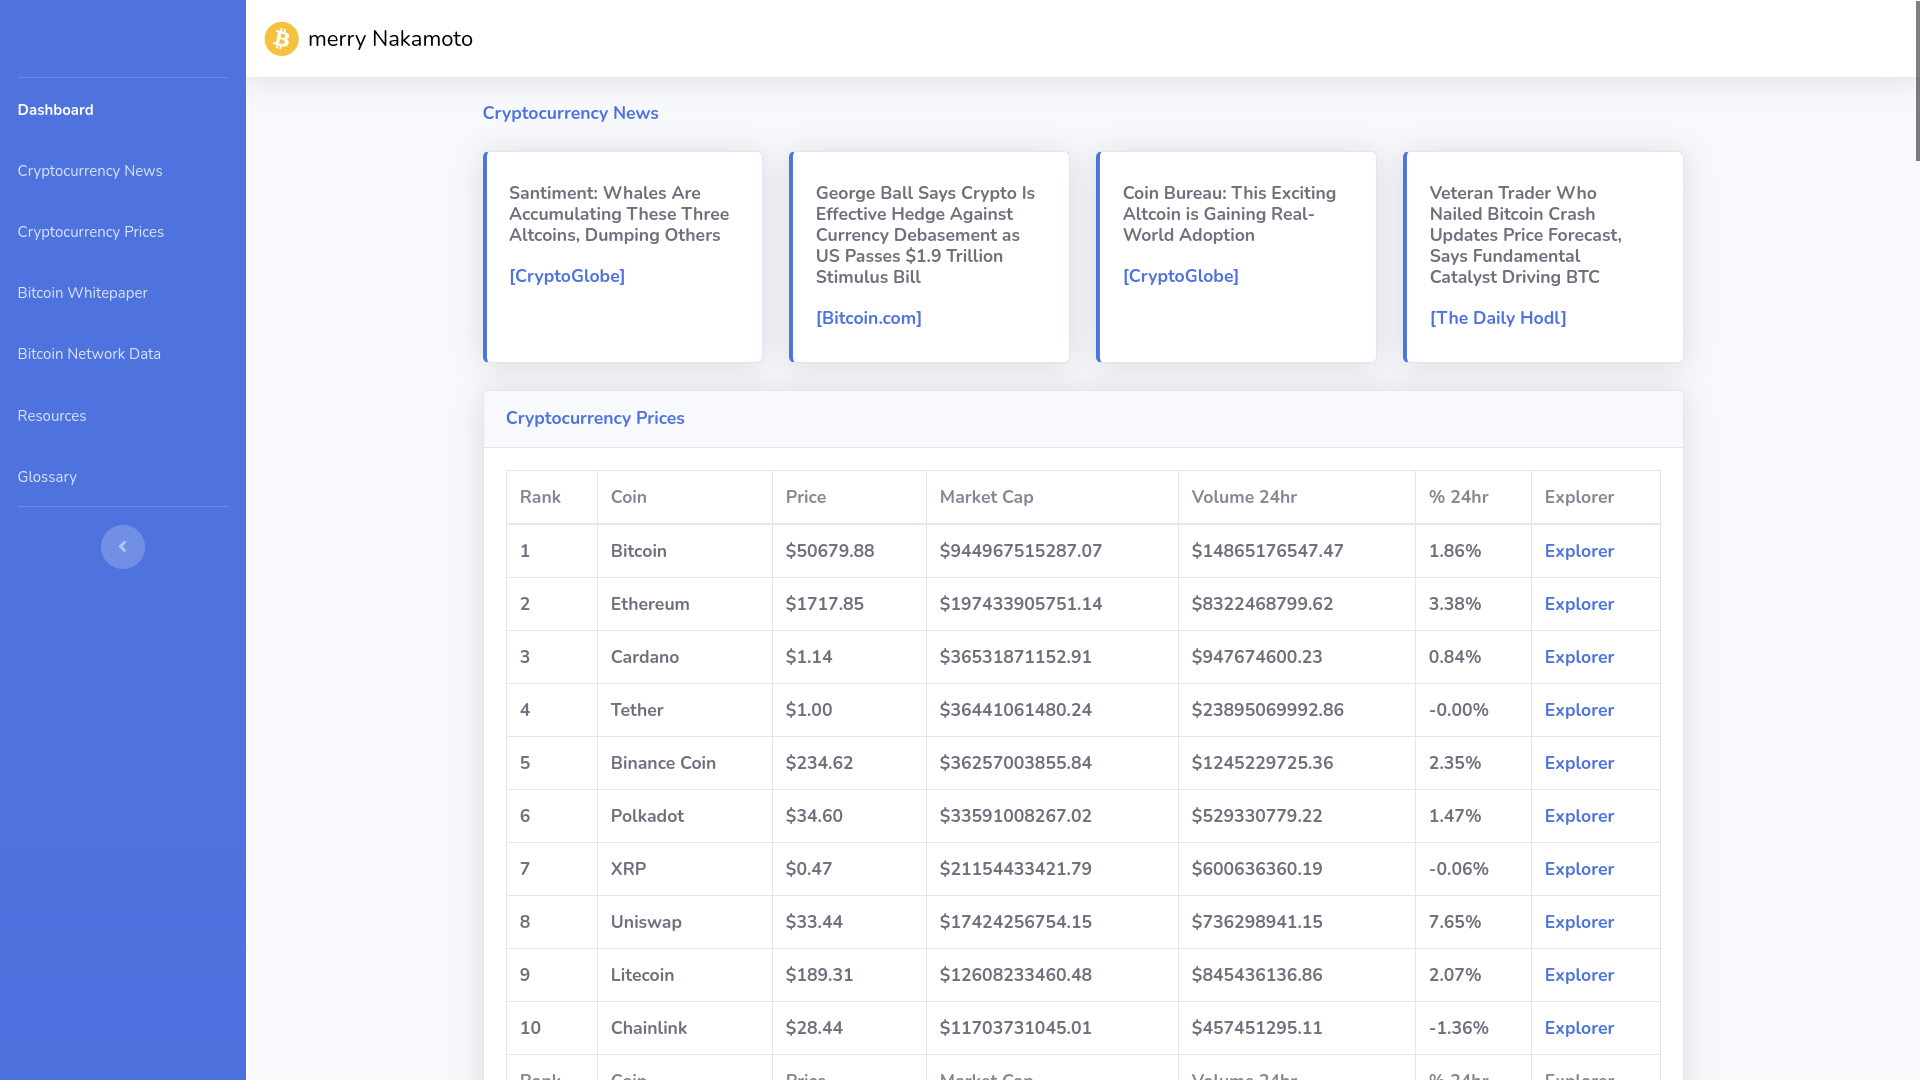 merry Nakamoto
Dashboard
Cryptocurrency News
Cryptocurrency Prices
Bitcoin Whitepaper
Bitcoin Network Data
Resources
Glossary
Cryptocurrency News
Santiment: Whales Are
Accumulating These Three
Altcoins, Dumping Others
[CryptoGlobe]
George Ball Says Crypto Is
Effective Hedge Against
Currency Debasement as
US Passes $1.9 Trillion
Stimulus Bill
[Bitcoin.com]
Coin Bureau: This Exciting
Altcoin is Gaining Real-
World Adoption
[CryptoGlobe]
Veteran Trader Who
Nailed Bitcoin Crash
Updates Price Forecast,
Says Fundamental
Catalyst Driving BTC
[The Daily Hodl]
Cryptocurrency Prices
Rank Coin Price Market Cap Volume 24hr % 24hr Explorer
1 Bitcoin $50679.88 $944967515287.07 $14865176547.47 1.86% Explorer
2 Ethereum $1717.85 $197433905751.14 $8322468799.62 3.38% Explorer
3 Cardano $1.14 $36531871152.91 $947674600.23 0.84% Explorer
4 Tether $1.00 $36441061480.24 $23895069992.86 -0.00% Explorer
5 Binance Coin $234.62 $36257003855.84 $1245229725.36 2.35% Explorer
6 Polkadot $34.60 $33591008267.02 $529330779.22 1.47% Explorer
7 XRP $0.47 $21154433421.79 $600636360.19 -0.06% Explorer
8 Uniswap $33.44 $17424256754.15 $736298941.15 7.65% Explorer
9 Litecoin $189.31 $12608233460.48 $845436136.86 2.07% Explorer
10 Chainlink $28.44 $11703731045.01 $457451295.11 -1.36% Explorer
Rank Coin Price Market Cap Volume 24hr % 24hr Explorer